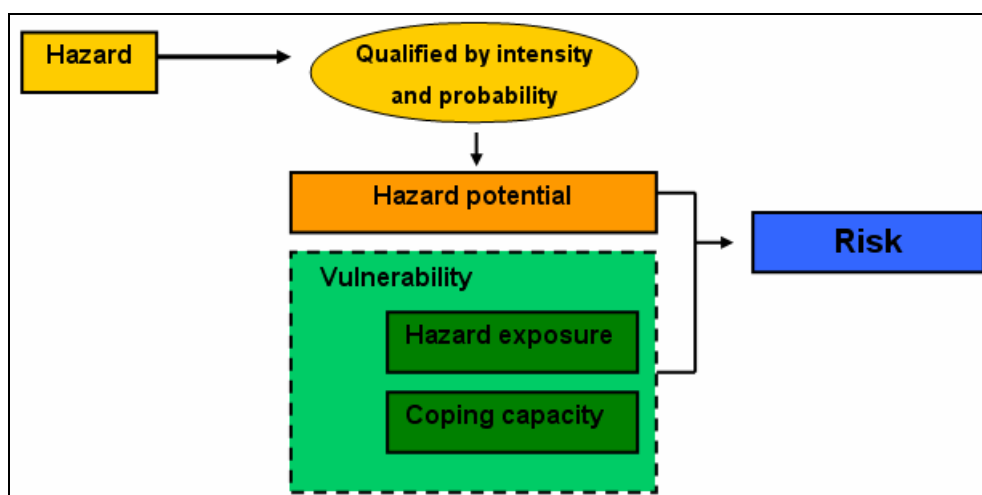 Hazard
Qualified by intensity
and probability
Hazard potential
Risk
Vulnerability
Hazard exposure
Coping capacity